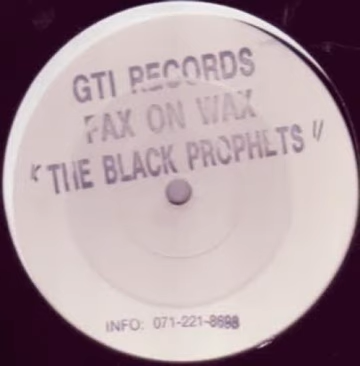 GTI RECORDS
FAX ON WAX
"THE BLACK PROPHETS"
INFO: 071-221-8698